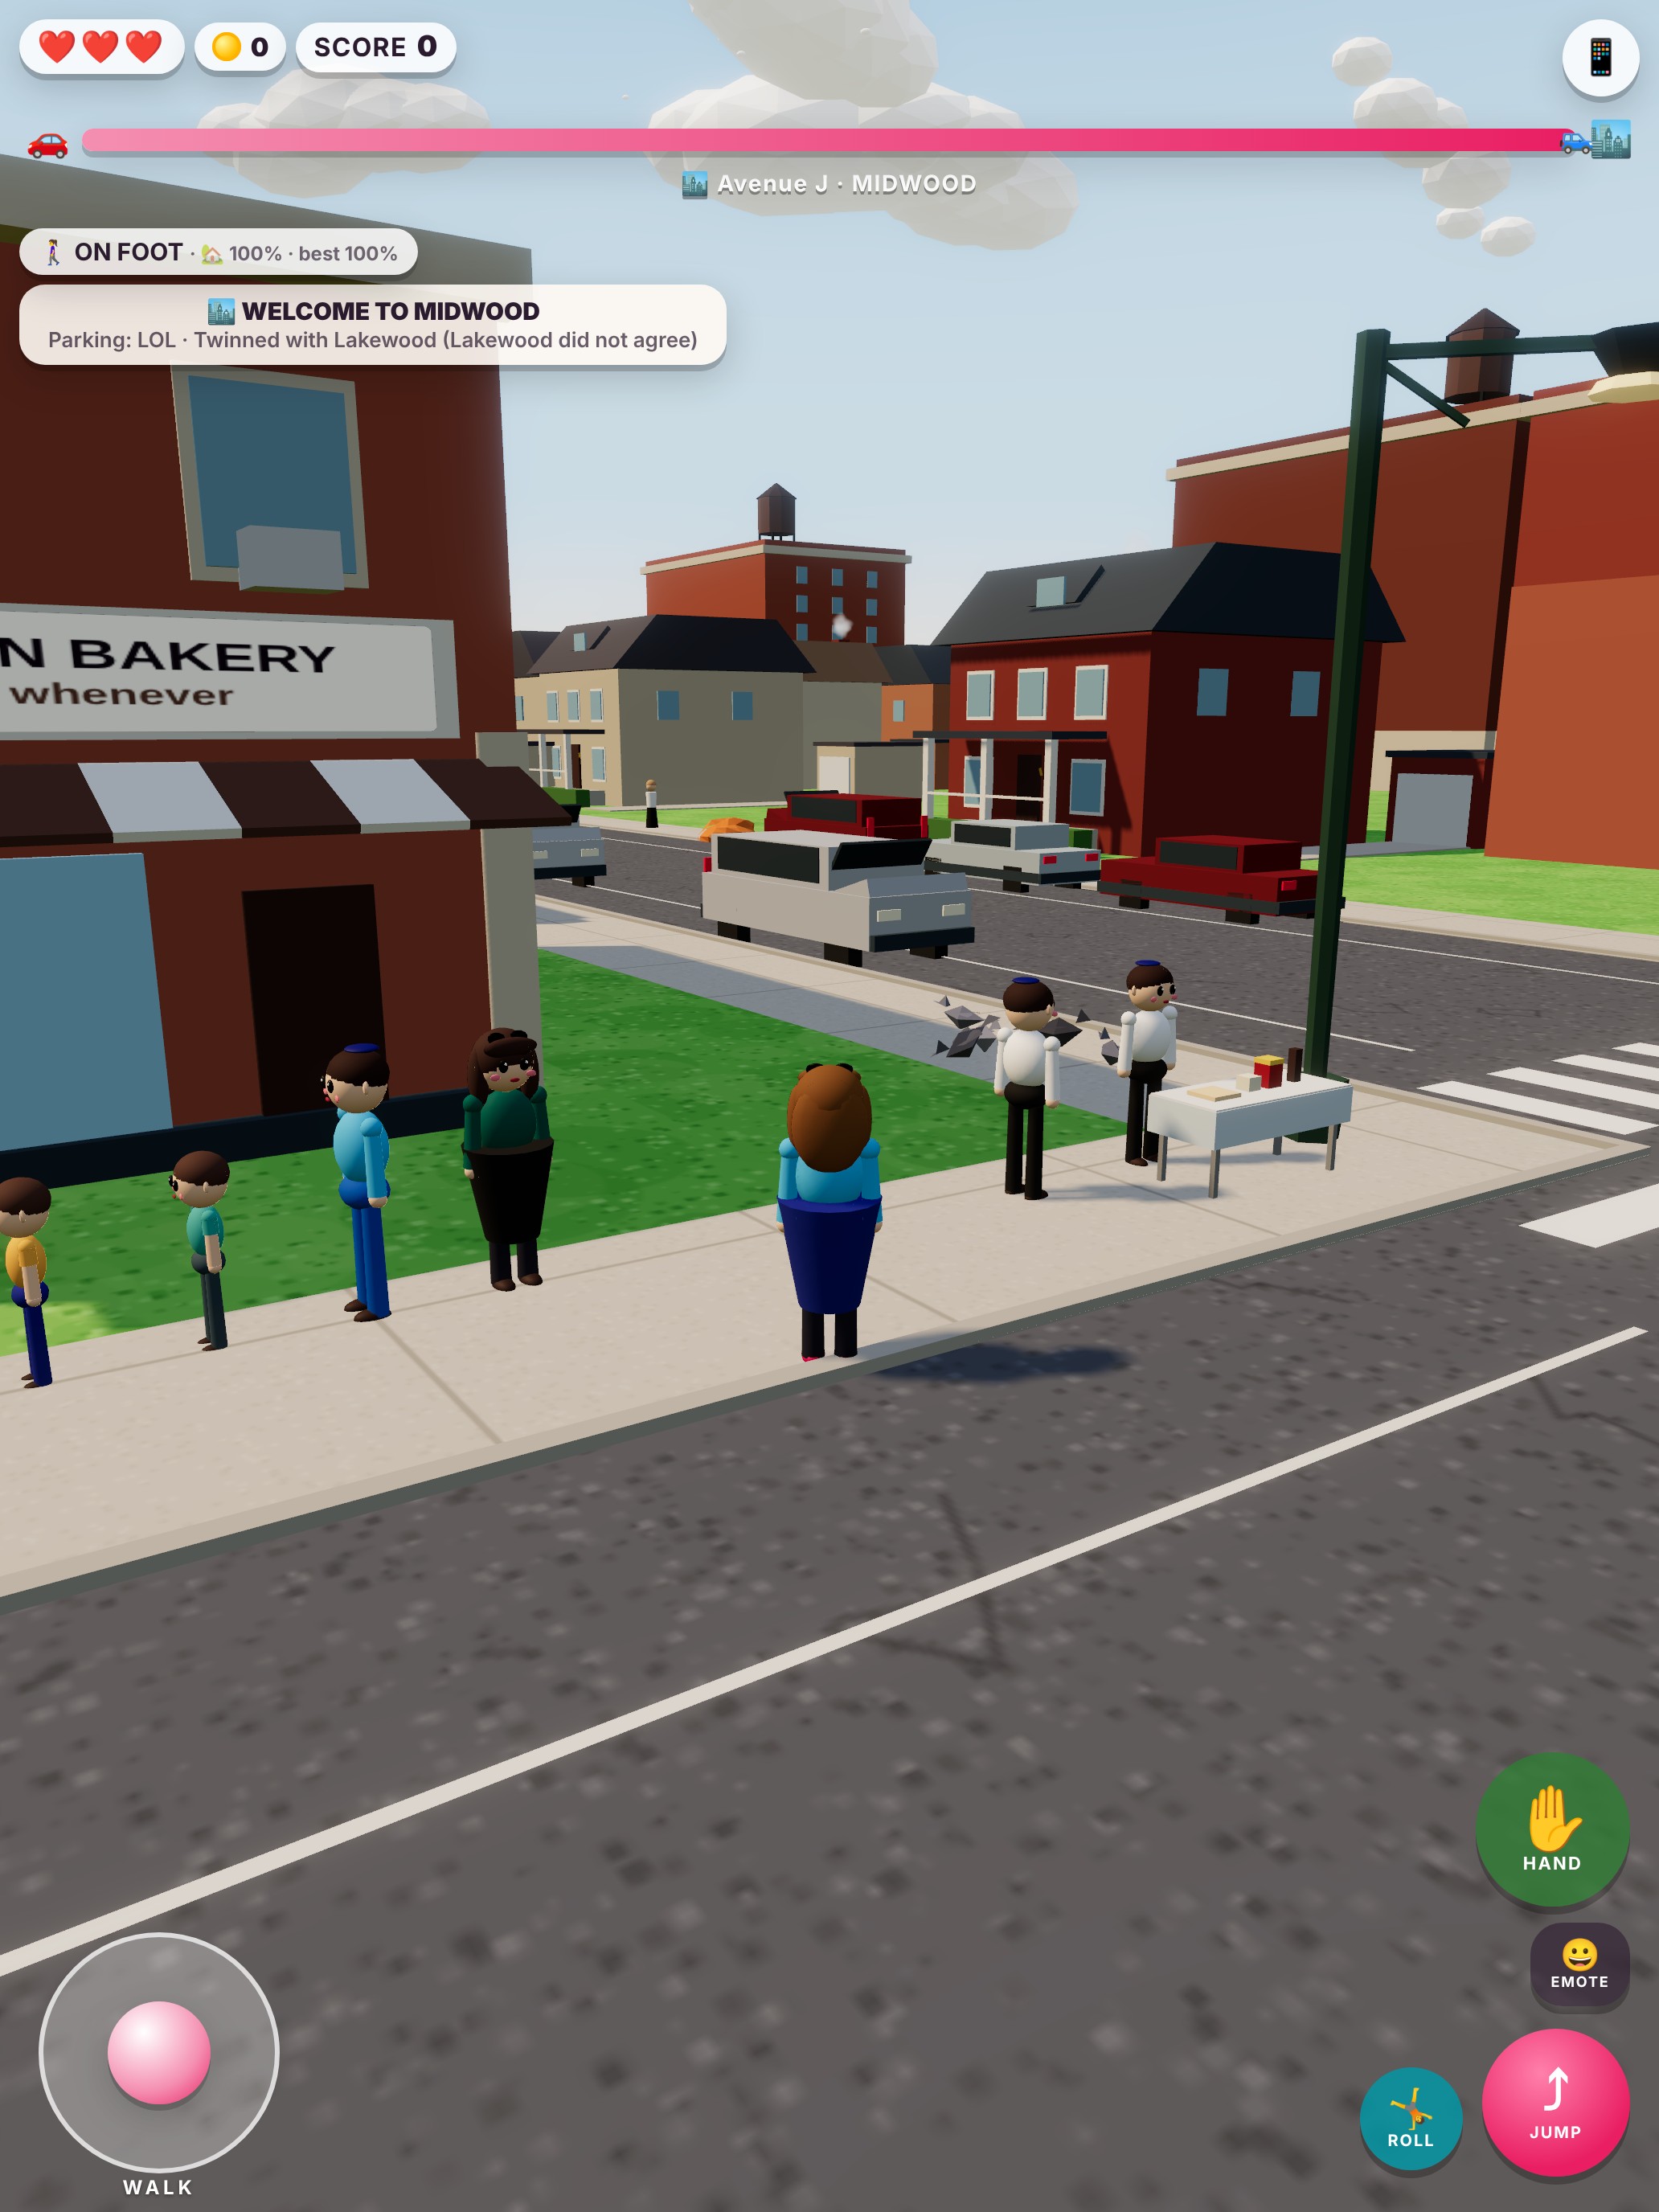 0
SCORE 0
Avenue J · MIDWOOD
ON FOOT · 100% · best 100%
WELCOME TO MIDWOOD
Parking: LOL · Twinned with Lakewood (Lakewood did not agree)
N BAKERY
whenever
HAND
EMOTE
ROLL
JUMP
WALK